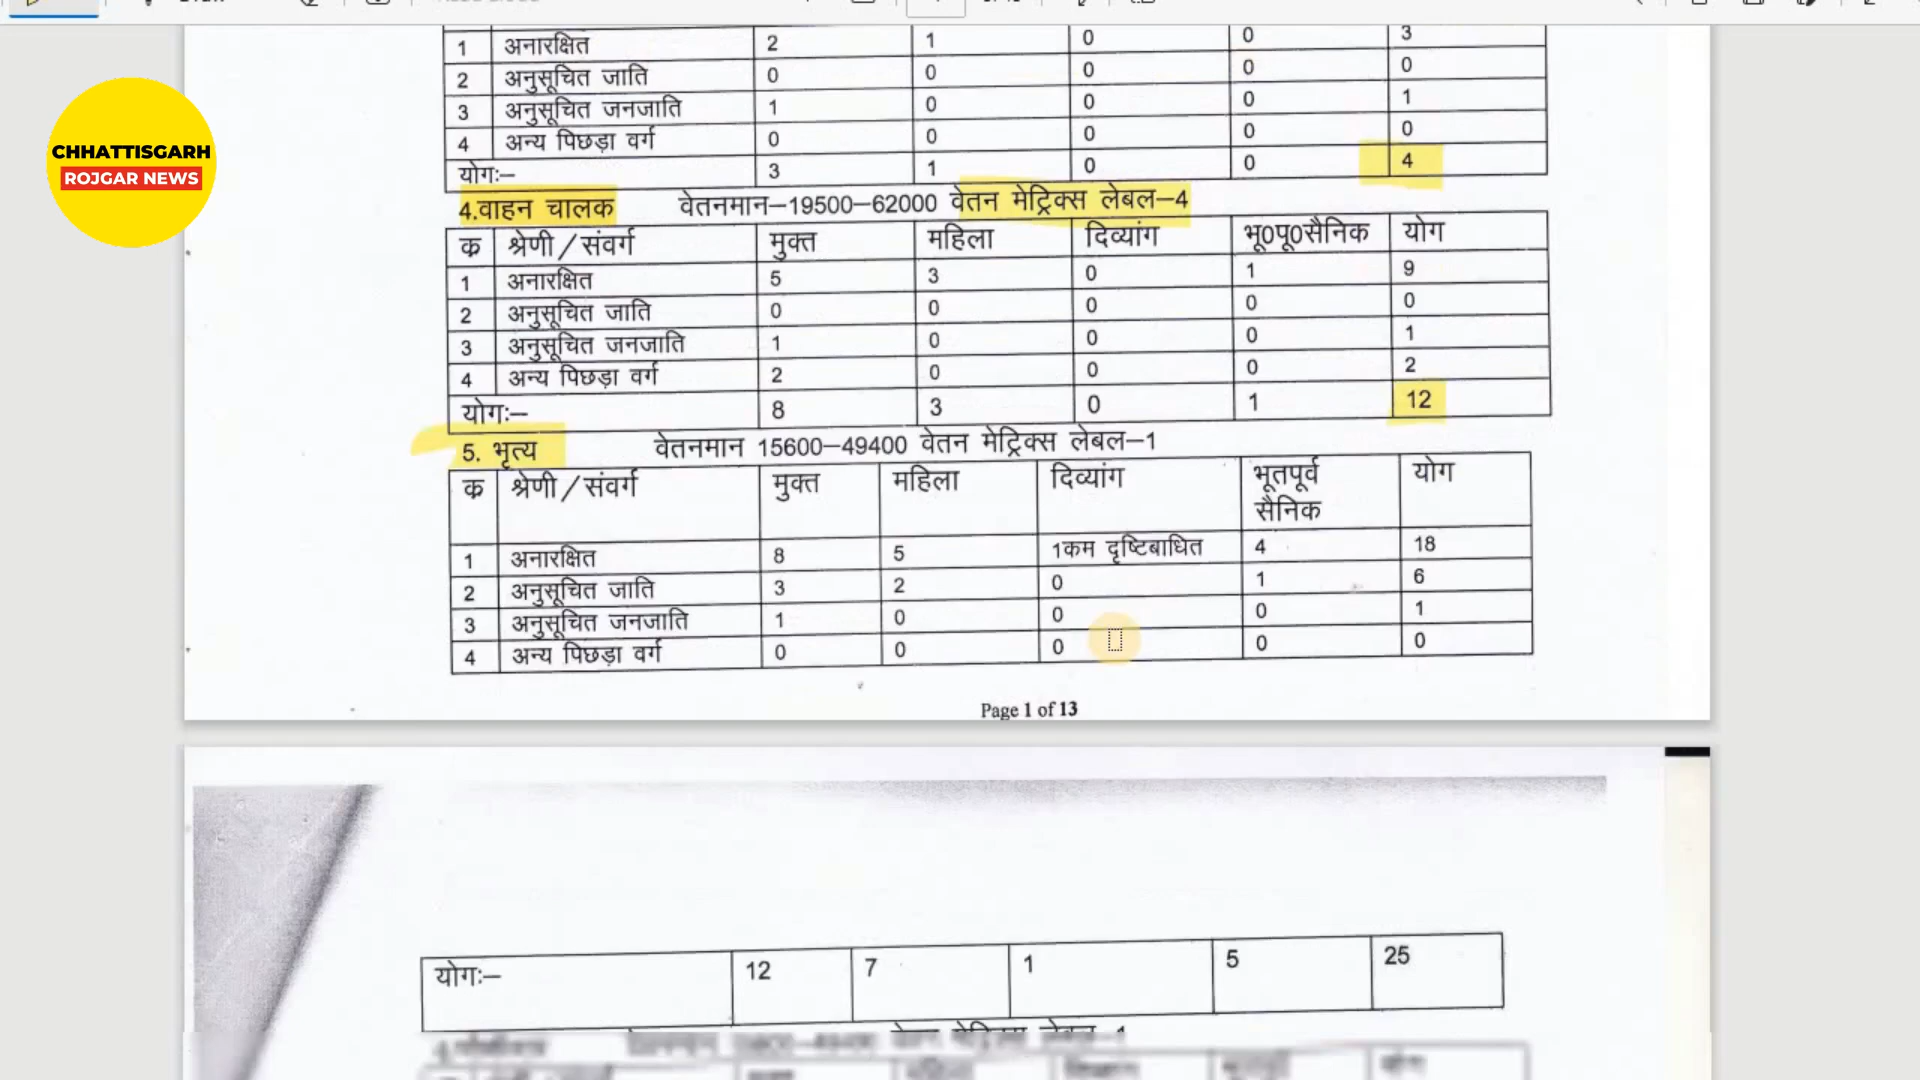 1 अनारक्षित 2 1 0 0 3
2 अनुसूचित जाति 0 0 0 0 0
3 अनुसूचित जनजाति 1 0 0 0 1
4 अन्य पिछड़ा वर्ग 0 0 0 0 0
योगः– 3 1 0 0 4
CHHATTISGARH
ROJGAR NEWS
4.वाहन चालक वेतनमान–19500–62000 वेतन मेट्रिक्स लेबल–4
क श्रेणी/संवर्ग मुक्त महिला दिव्यांग भू0पू0सैनिक योग
1 अनारक्षित 5 3 0 1 9
2 अनुसूचित जाति 0 0 0 0 0
3 अनुसूचित जनजाति 1 0 0 0 1
4 अन्य पिछड़ा वर्ग 2 0 0 0 2
योगः– 8 3 0 1 12
5. भृत्य वेतनमान 15600–49400 वेतन मेट्रिक्स लेबल–1
क श्रेणी/संवर्ग मुक्त महिला दिव्यांग भूतपूर्व योग
सैनिक
1 अनारक्षित 8 5 1कम दृष्टिबाधित 4 18
2 अनुसूचित जाति 3 2 0 1 6
3 अनुसूचित जनजाति 1 0 0 0 1
4 अन्य पिछड़ा वर्ग 0 0 0 0 0
Page 1 of 13
योगः– 12 7 1 5 25